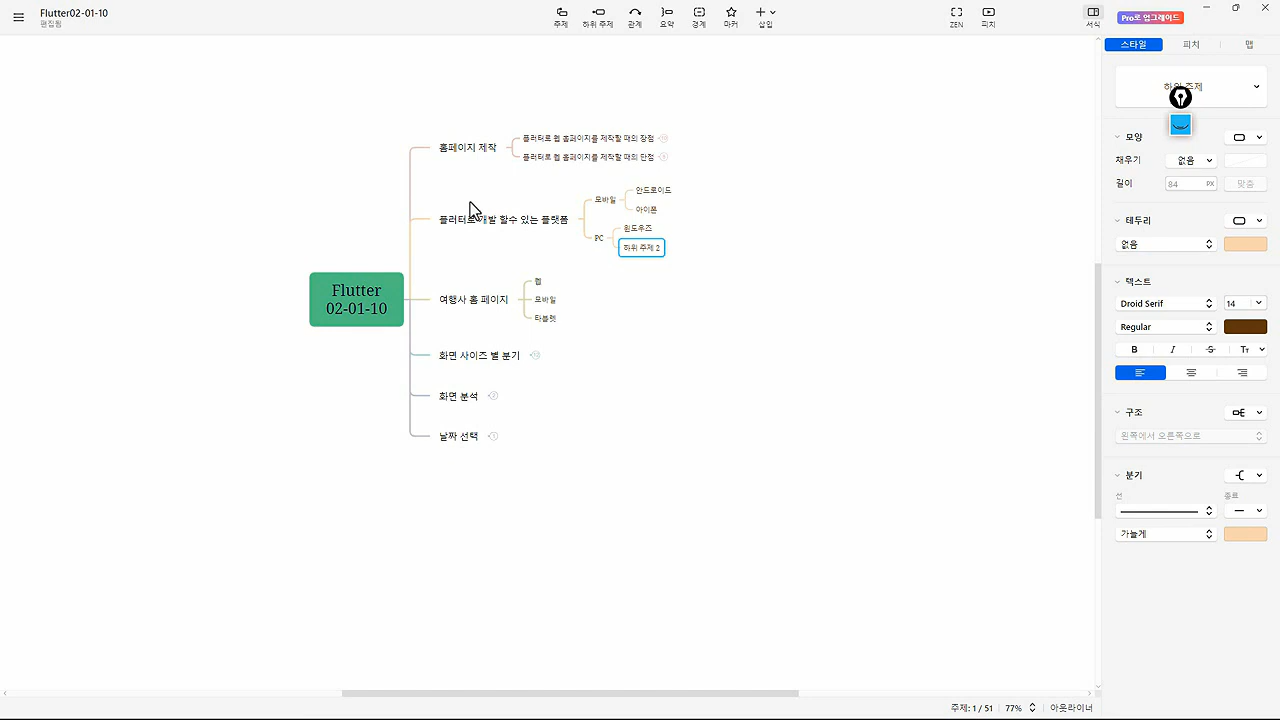 Flutter02-01-10
편집됨
주제
하위 주제
관계
요약
경계
마커
삽입
ZEN
피치
서식
Pro로 업그레이드
스타일
피치
맵
하위 주제
모양
채우기
없음
길이
84
PX
맞춤
테두리
없음
텍스트
Droid Serif
14
Regular
B
I
S
TT
구조
왼쪽에서 오른쪽으로
분기
선
종료
가늘게
Flutter
02-01-10
홈페이지 제작
플러터로 웹 홈페이지를 제작할 때의 장점
플러터로 웹 홈페이지를 제작할 때의 단점
플러터로 개발 할수 있는 플랫폼
모바일
안드로이드
아이폰
PC
윈도우즈
하위 주제 2
여행사 홈 페이지
웹
모바일
타블렛
화면 사이즈 별 분기
화면 분석
2
날짜 선택
주제: 1 / 51
77%
아웃라이너